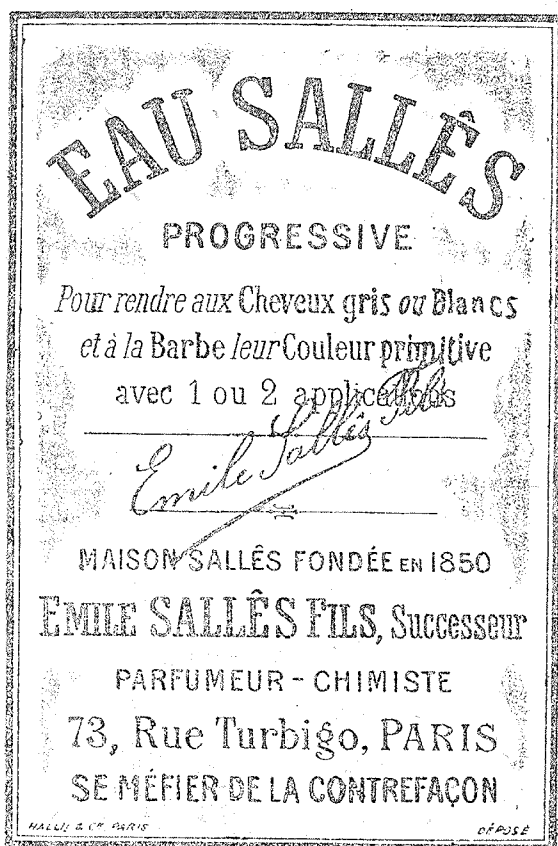 EAU SALLÊS
PROGRESSIVE
Pour rendre aux Cheveux gris ou Blancs
et à la Barbe leur Couleur primitive
avec 1 ou 2 applications
Emile Sallês Fils
MAISON SALLÊS FONDÉE EN 1850
EMILE SALLÊS FILS, Successeur
PARFUMEUR - CHIMISTE
73, Rue Turbigo, PARIS
SE MÉFIER DE LA CONTREFAÇON
& Cie PARIS
DÉPOSÉ